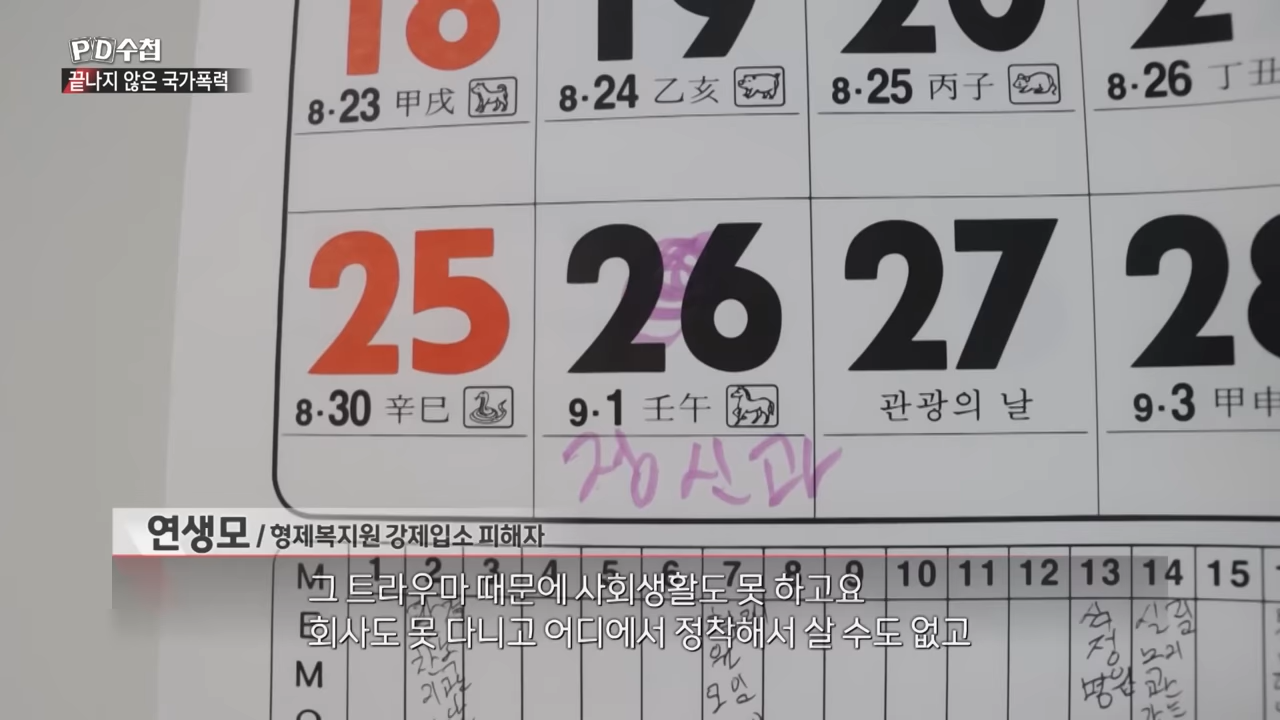 PD수첩
끝나지 않은 국가폭력
18 19 20 2
8·23 甲戌 8·24 乙亥 8·25 丙子 8·26 丁丑
25 26 27 28
8·30 辛巳 9·1 壬午 관광의 날 9·3 甲申
정신과
연생모 / 형제복지원 강제입소 피해자
M 1 2 3 4 5 6 7 8 9 10 11 12 13 14 15
그 트라우마 때문에 사회생활도 못 하고요
E
회사도 못 다니고 어디에서 정착해서 살 수도 없고
M
모임